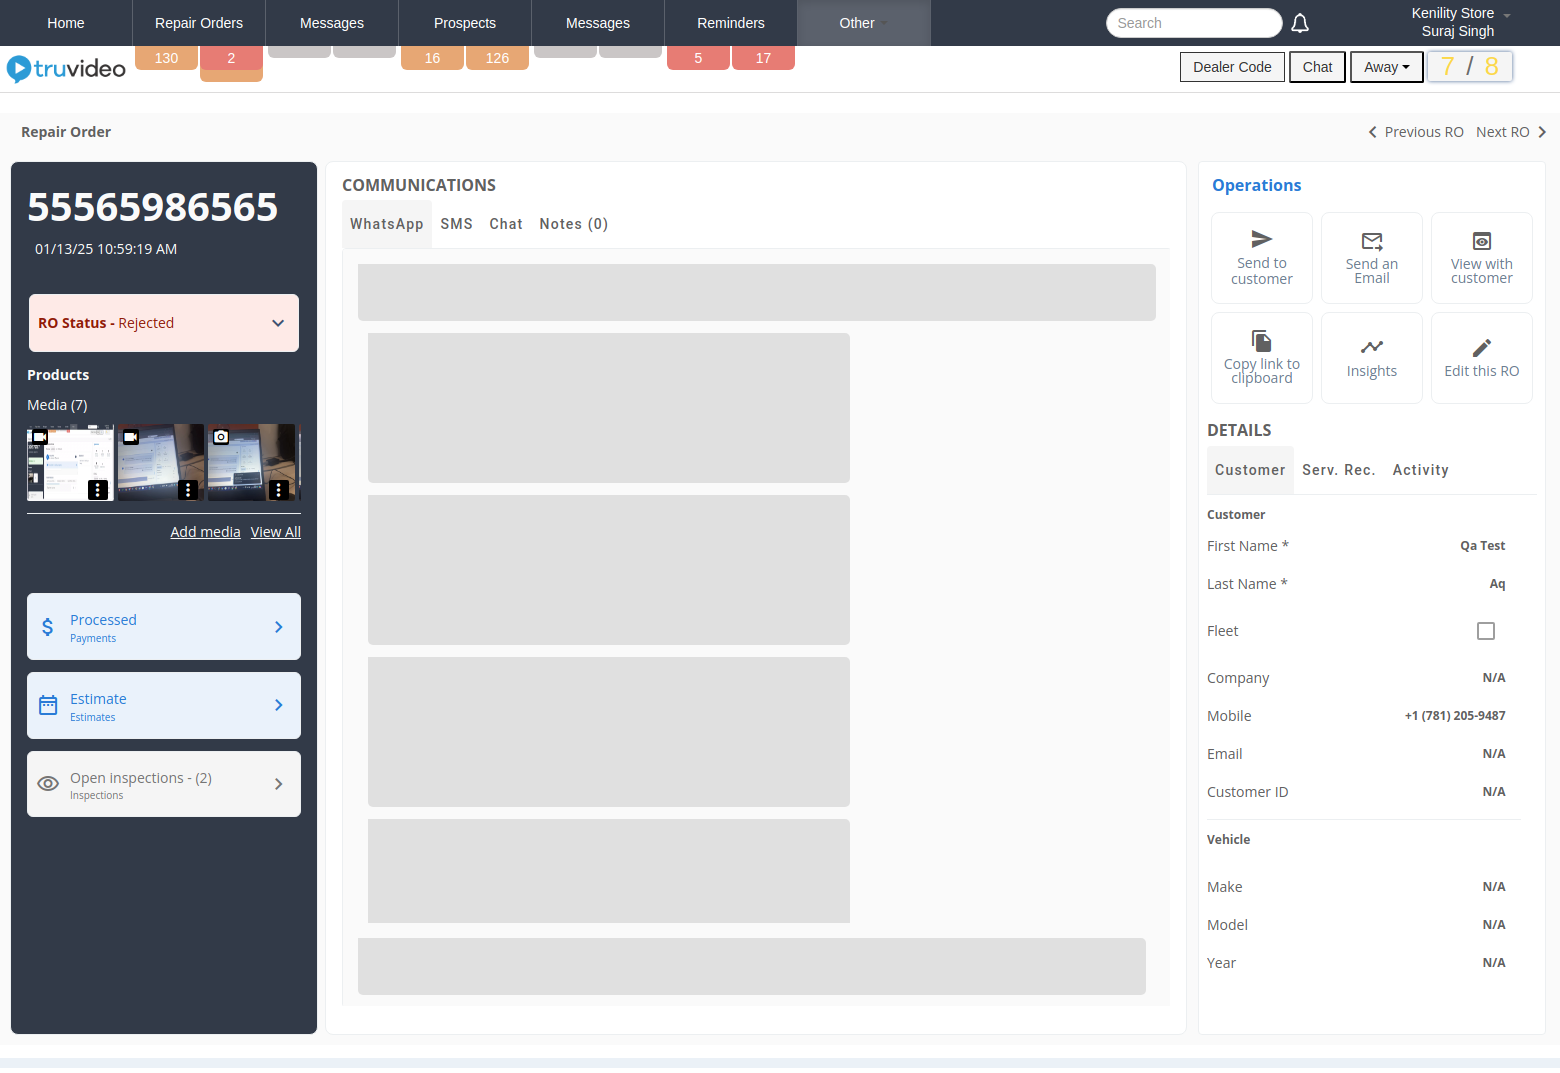 Home
Repair Orders
Messages
Prospects
Messages
Reminders
Other
Search
Kenility Store
Suraj Singh
truvideo
130
2
16
126
5
17
Dealer Code
Chat
Away
7 / 8
Repair Order
Previous RO
Next RO
55565986565
01/13/25 10:59:19 AM
RO Status - Rejected
Products
Media (7)
Add media
View All
Processed
Payments
Estimate
Estimates
Open inspections - (2)
Inspections
COMMUNICATIONS
WhatsApp
SMS
Chat
Notes (0)
Operations
Send to
customer
Send an
Email
View with
customer
Copy link to
clipboard
Insights
Edit this RO
DETAILS
Customer
Serv. Rec.
Activity
Customer
First Name * Qa Test
Last Name * Aq
Fleet
Company N/A
Mobile +1 (781) 205-9487
Email N/A
Customer ID N/A
Vehicle
Make N/A
Model N/A
Year N/A